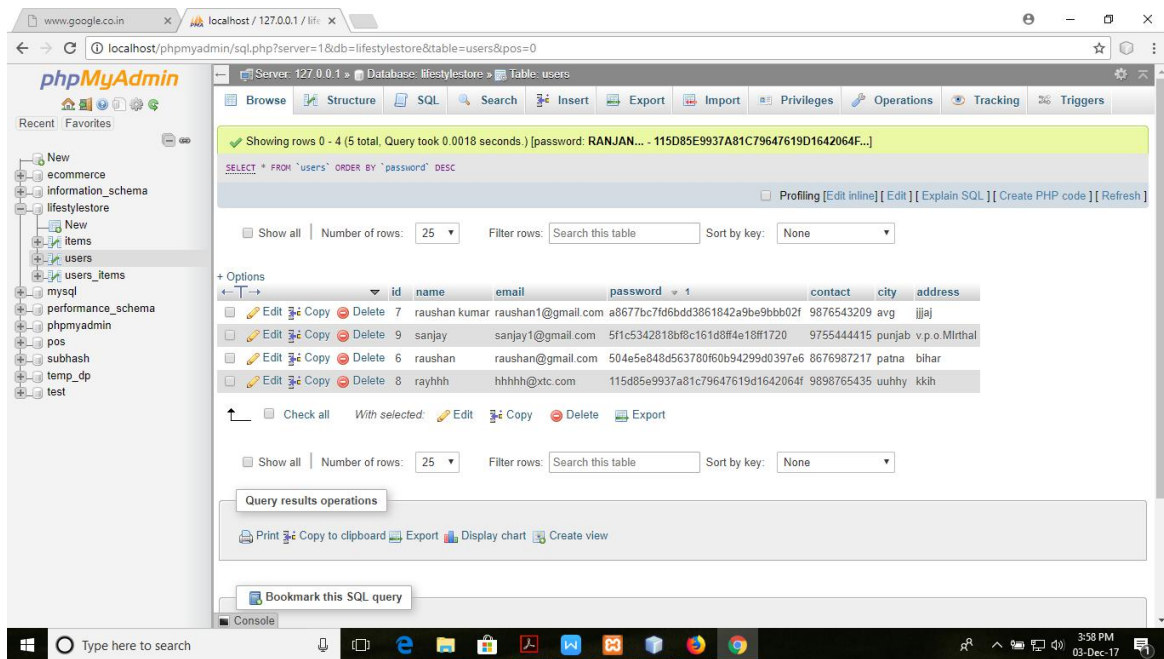 www.google.co.in
localhost / 127.0.0.1 / life
localhost/phpmyadmin/sql.php?server=1&db=lifestylestore&table=users&pos=0
phpMyAdmin
Recent Favorites
New
ecommerce
information_schema
lifestylestore
New
items
users
users_items
mysql
performance_schema
phpmyadmin
pos
subhash
temp_dp
test
Server: 127.0.0.1 » Database: lifestylestore » Table: users
Browse Structure SQL Search Insert Export Import Privileges Operations Tracking Triggers
Showing rows 0 - 4 (5 total, Query took 0.0018 seconds.) [password: RANJAN... - 115D85E9937A81C79647619D1642064F...]
SELECT * FROM `users` ORDER BY `password` DESC
Profiling [Edit inline] [ Edit ] [ Explain SQL ] [ Create PHP code ] [ Refresh ]
Show all Number of rows: 25 Filter rows: Search this table Sort by key: None
+ Options
id name email password 1 contact city address
Edit Copy Delete 7 raushan kumar raushan1@gmail.com a8677bc7fd6bdd3861842a9be9bbb02f 9876543209 avg jjjaj
Edit Copy Delete 9 sanjay sanjay1@gmail.com 5f1c5342818bf8c161d8ff4e18ff1720 9755444415 punjab v.p.o.MIrthal
Edit Copy Delete 6 raushan raushan@gmail.com 504e5e848d563780f60b94299d0397e6 8676987217 patna bihar
Edit Copy Delete 8 rayhhh hhhhh@xtc.com 115d85e9937a81c79647619d1642064f 9898765435 uuhhy kkih
Check all With selected: Edit Copy Delete Export
Show all Number of rows: 25 Filter rows: Search this table Sort by key: None
Query results operations
Print Copy to clipboard Export Display chart Create view
Bookmark this SQL query
Console
Type here to search
3:58 PM
03-Dec-17